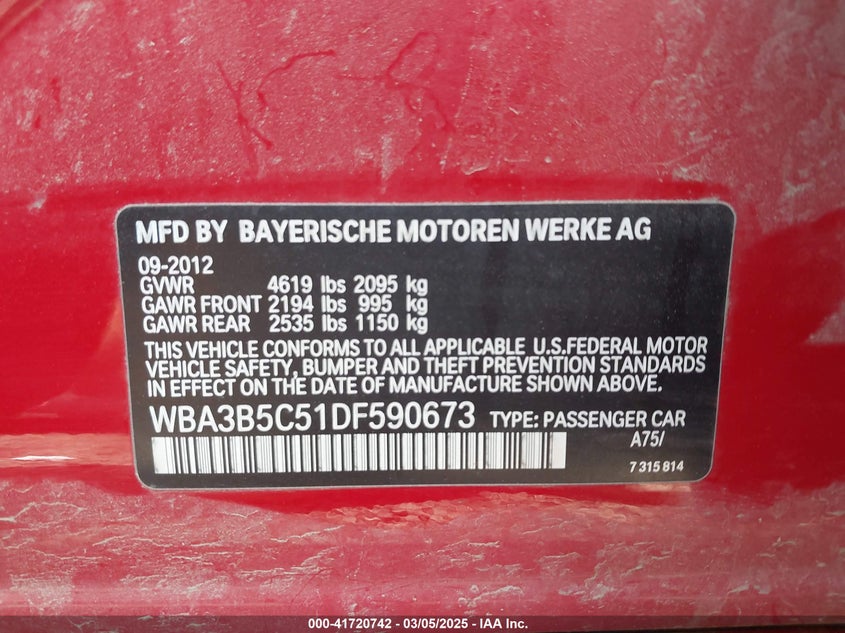 MFD BY BAYERISCHE MOTOREN WERKE AG
09-2012
GVWR 4619 lbs 2095 kg
GAWR FRONT 2194 lbs 995 kg
GAWR REAR 2535 lbs 1150 kg
THIS VEHICLE CONFORMS TO ALL APPLICABLE U.S.FEDERAL MOTOR
VEHICLE SAFETY, BUMPER AND THEFT PREVENTION STANDARDS
IN EFFECT ON THE DATE OF MANUFACTURE SHOWN ABOVE.
WBA3B5C51DF590673 TYPE: PASSENGER CAR
A75/
7 315 814
000-41720742 - 03/05/2025 - IAA Inc.